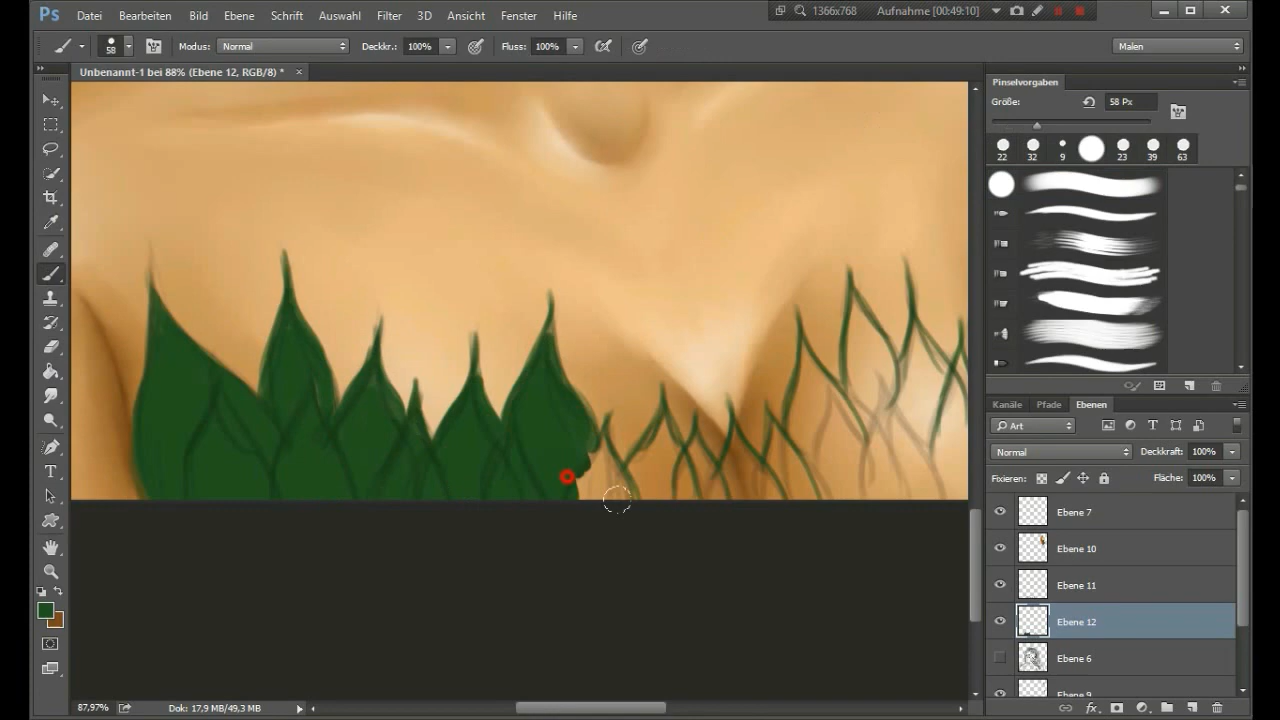 Ps Datei Bearbeiten Bild Ebene Schrift Auswahl Filter 3D Ansicht Fenster Hilfe
1366x768 Aufnahme [00:49:10]
58 Modus: Normal Deckkr.: 100% Fluss: 100% Malen
Unbenannt-1 bei 88% (Ebene 12, RGB/8) * ×
Pinselvorgaben
Größe: 58 Px
22 32 9 23 39 63
Kanäle Pfade Ebenen
Art
Normal Deckkraft: 100%
Fixieren: Fläche: 100%
Ebene 7
Ebene 10
Ebene 11
Ebene 12
Ebene 6
Ebene 9
87,97% Dok: 17,9 MB/49,3 MB